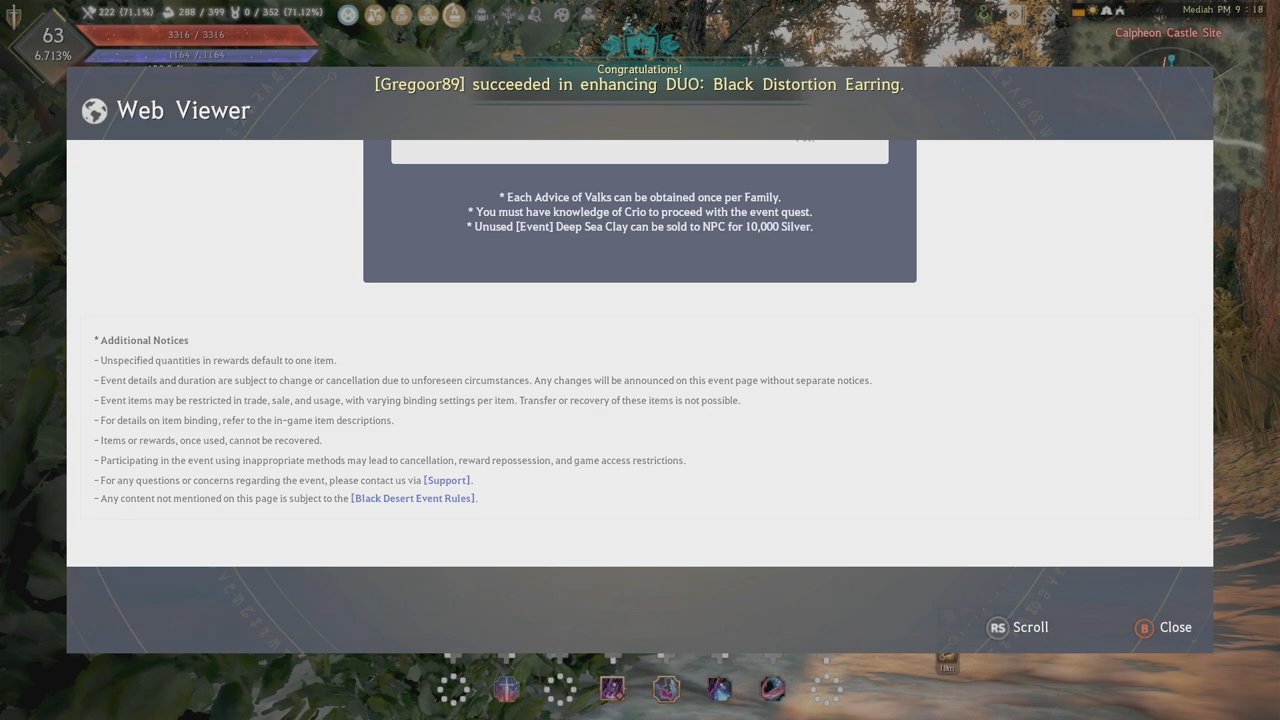 222 (71.1%) 288 / 399 0 / 352 (71.12%)
Mediah PM 9 : 18
63
6.713%
3316 / 3316
1164 / 1164
Calpheon Castle Site
Congratulations!
[Gregoor89] succeeded in enhancing DUO: Black Distortion Earring.
Web Viewer
* Each Advice of Valks can be obtained once per Family.
* You must have knowledge of Crio to proceed with the event quest.
* Unused [Event] Deep Sea Clay can be sold to NPC for 10,000 Silver.
* Additional Notices
- Unspecified quantities in rewards default to one item.
- Event details and duration are subject to change or cancellation due to unforeseen circumstances. Any changes will be announced on this event page without separate notices.
- Event items may be restricted in trade, sale, and usage, with varying binding settings per item. Transfer or recovery of these items is not possible.
- For details on item binding, refer to the in-game item descriptions.
- Items or rewards, once used, cannot be recovered.
- Participating in the event using inappropriate methods may lead to cancellation, reward repossession, and game access restrictions.
- For any questions or concerns regarding the event, please contact us via [Support].
- Any content not mentioned on this page is subject to the [Black Desert Event Rules].
RS Scroll
B Close
18m